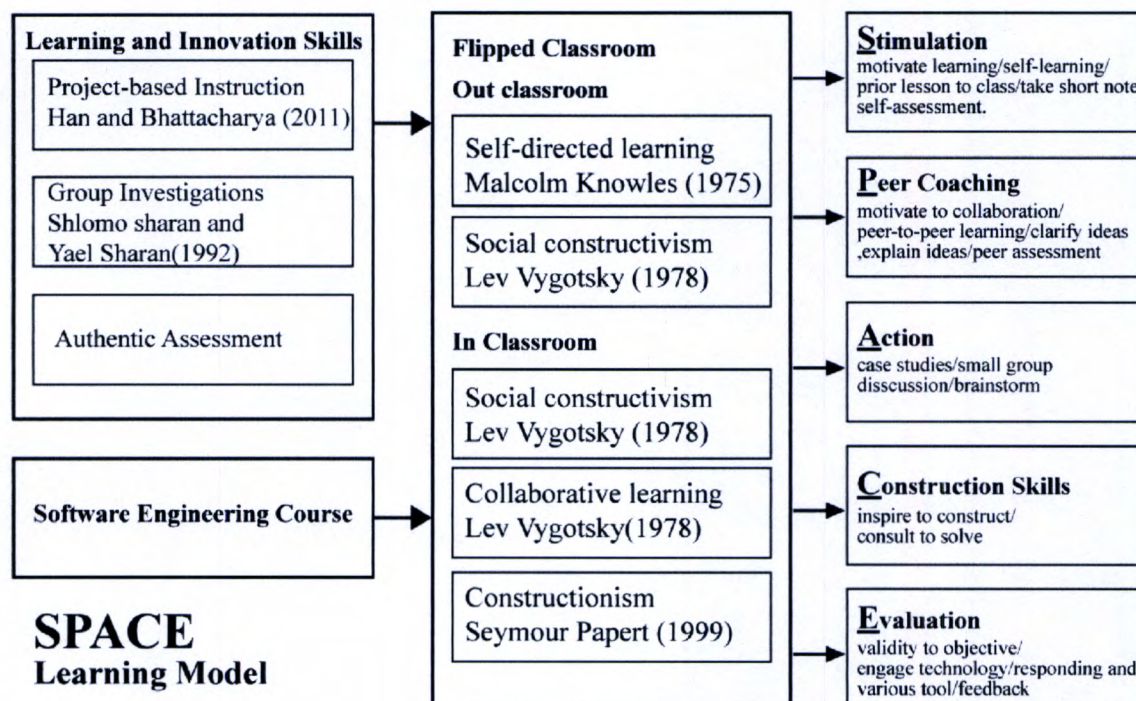 Learning and Innovation Skills
Project-based Instruction
Han and Bhattacharya (2011)
Group Investigations
Shlomo sharan and
Yael Sharan(1992)
Authentic Assessment
Software Engineering Course
SPACE
Learning Model
Flipped Classroom
Out classroom
Self-directed learning
Malcolm Knowles (1975)
Social constructivism
Lev Vygotsky (1978)
In Classroom
Social constructivism
Lev Vygotsky (1978)
Collaborative learning
Lev Vygotsky(1978)
Constructionism
Seymour Papert (1999)
Stimulation
motivate learning/self-learning/
prior lesson to class/take short note
self-assessment.
Peer Coaching
motivate to collaboration/
peer-to-peer learning/clarify ideas
,explain ideas/peer assessment
Action
case studies/small group
disscussion/brainstorm
Construction Skills
inspire to construct/
consult to solve
Evaluation
validity to objective/
engage technology/responding and
various tool/feedback